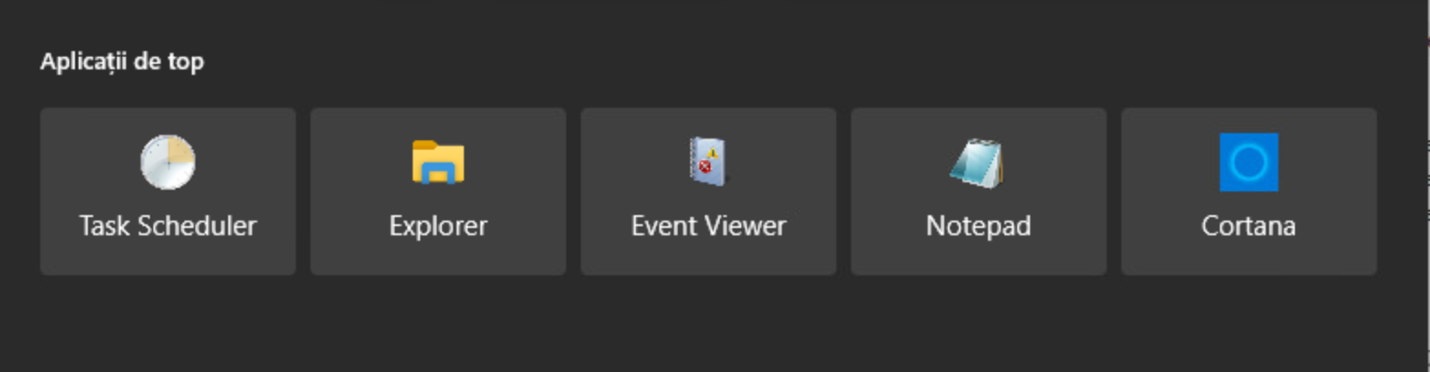 Aplicații de top
Task Scheduler
Explorer
Event Viewer
Notepad
Cortana